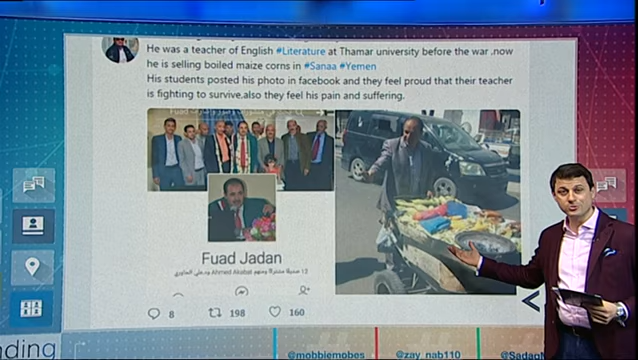 He was a teacher of English #Literature at Thamar university before the war ,now
he is selling boiled maize corns in #Sanaa #Yemen
His students posted his photo in facebook and they feel proud that their teacher
is fighting to survive,also they feel his pain and suffering.
Fuad Jadan
8
198
160
nding
@mobbiemobes
@zay_nab110
@Sadagh